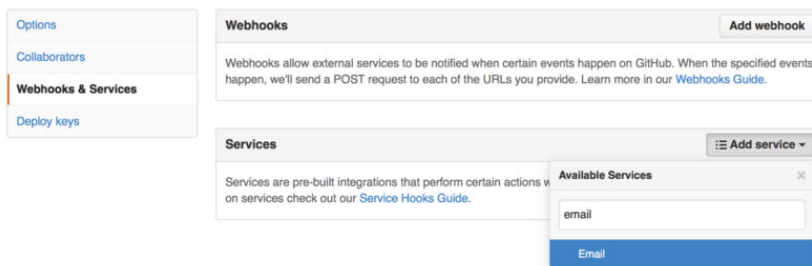 Options
Collaborators
Webhooks & Services
Deploy keys
Webhooks
Add webhook
Webhooks allow external services to be notified when certain events happen on GitHub. When the specified events
happen, we'll send a POST request to each of the URLs you provide. Learn more in our Webhooks Guide.
Services
Add service
Services are pre-built integrations that perform certain actions w
on services check out our Service Hooks Guide.
Available Services
email
Email